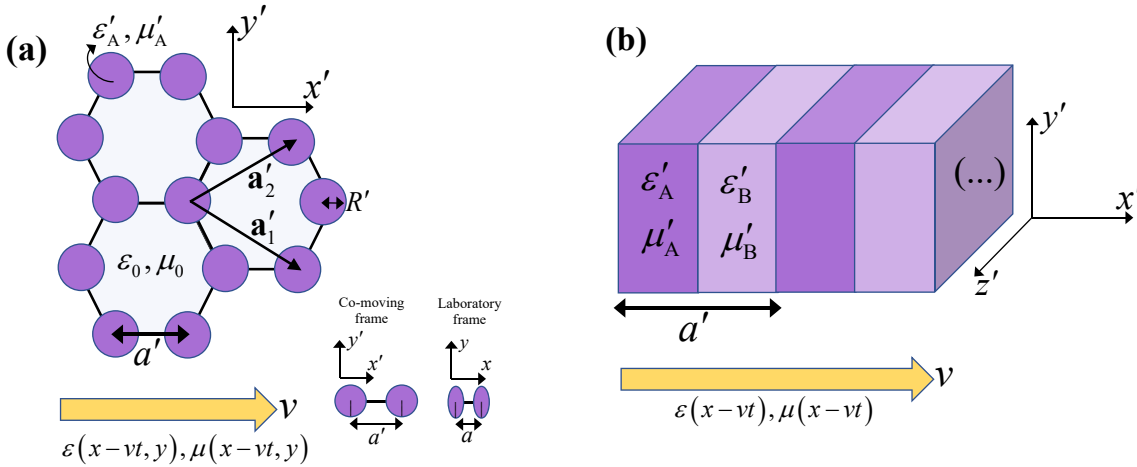 (a)
ε′A, μ′A
y′
x′
a′2
a′1
R′
ε0, μ0
a′
Co-moving frame
y′
x′
a′
Laboratory frame
y
x
a
v
ε(x−vt, y), μ(x−vt, y)
(b)
ε′A
μ′A
ε′B
μ′B
(...)
y′
x′
z′
a′
v
ε(x−vt), μ(x−vt)